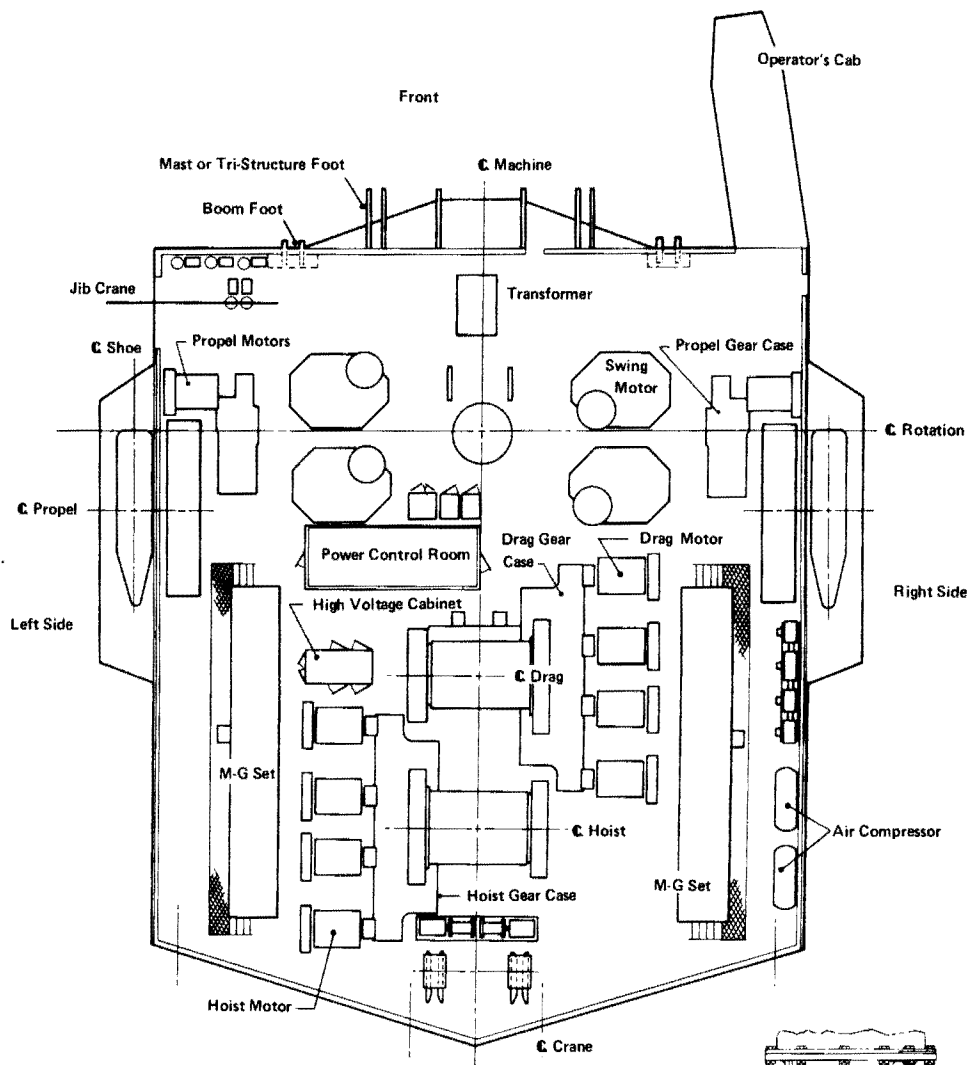 Operator's Cab
Front
Mast or Tri-Structure Foot
℄ Machine
Boom Foot
Jib Crane
Transformer
℄ Shoe
Propel Motors
Propel Gear Case
Swing
Motor
℄ Rotation
℄ Propel
Drag Gear
Case
Drag Motor
Power Control Room
High Voltage Cabinet
Left Side
Right Side
℄ Drag
M-G Set
℄ Hoist
Air Compressor
M-G Set
Hoist Gear Case
Hoist Motor
℄ Crane